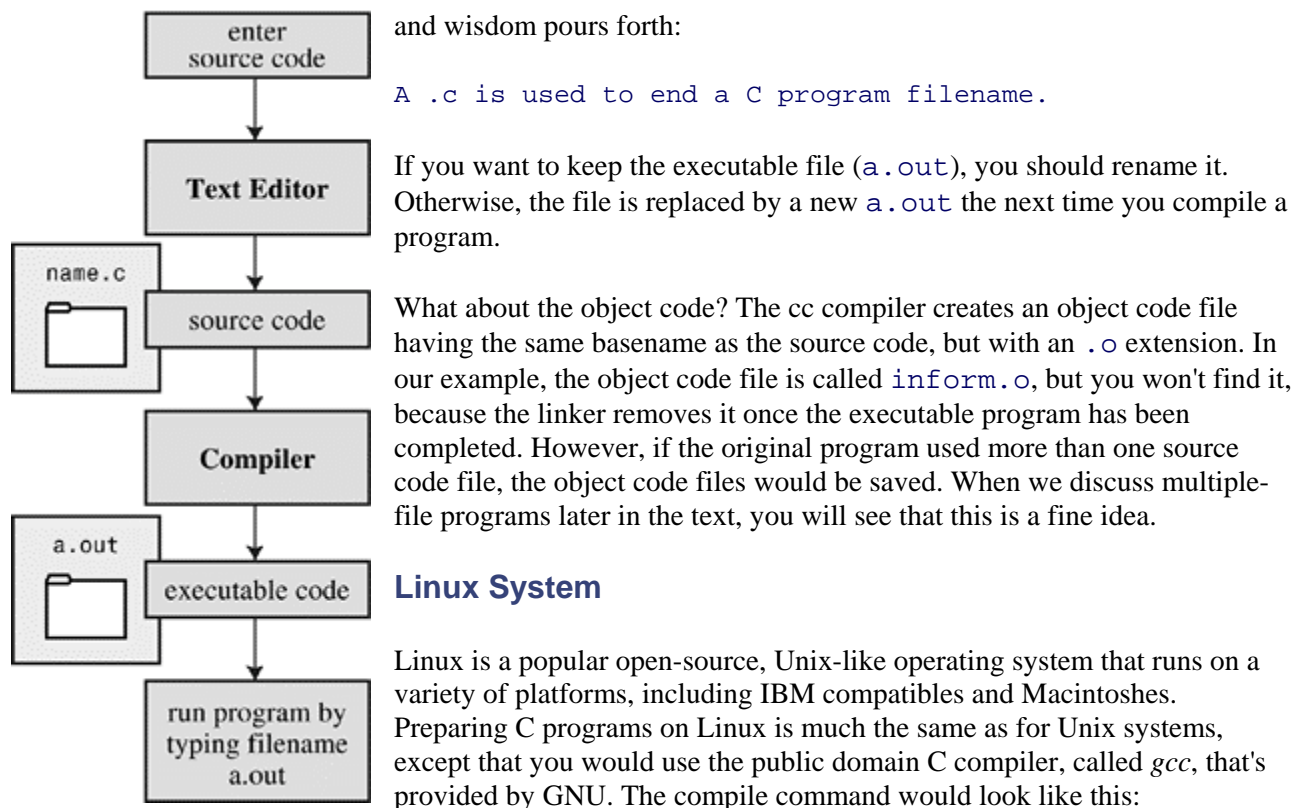 enter
source code
Text Editor
name.c
source code
Compiler
a.out
executable code
run program by
typing filename
a.out
and wisdom pours forth:
A .c is used to end a C program filename.
If you want to keep the executable file (a.out), you should rename it.
Otherwise, the file is replaced by a new a.out the next time you compile a
program.
What about the object code? The cc compiler creates an object code file
having the same basename as the source code, but with an .o extension. In
our example, the object code file is called inform.o, but you won't find it,
because the linker removes it once the executable program has been
completed. However, if the original program used more than one source
code file, the object code files would be saved. When we discuss multiple-
file programs later in the text, you will see that this is a fine idea.
Linux System
Linux is a popular open-source, Unix-like operating system that runs on a
variety of platforms, including IBM compatibles and Macintoshes.
Preparing C programs on Linux is much the same as for Unix systems,
except that you would use the public domain C compiler, called gcc, that's
provided by GNU. The compile command would look like this: